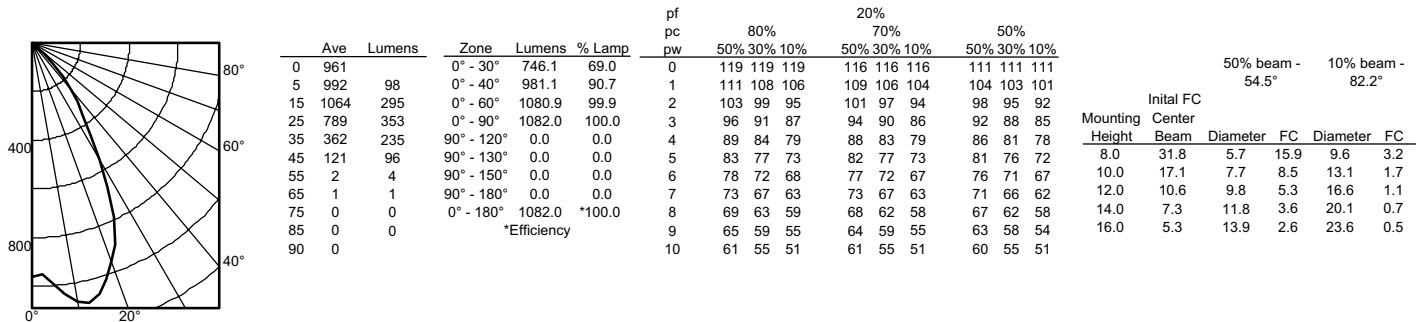 400
800
0°
20°
40°
60°
80°
Ave Lumens
0 961
5 992 98
15 1064 295
25 789 353
35 362 235
45 121 96
55 2 4
65 1 1
75 0 0
85 0 0
90 0
Zone Lumens % Lamp
0° - 30° 746.1 69.0
0° - 40° 981.1 90.7
0° - 60° 1080.9 99.9
0° - 90° 1082.0 100.0
90° - 120° 0.0 0.0
90° - 130° 0.0 0.0
90° - 150° 0.0 0.0
90° - 180° 0.0 0.0
0° - 180° 1082.0 *100.0
*Efficiency
pf 20%
pc 80% 70% 50%
pw 50% 30% 10% 50% 30% 10% 50% 30% 10%
0 119 119 119 116 116 116 111 111 111
1 111 108 106 109 106 104 104 103 101
2 103 99 95 101 97 94 98 95 92
3 96 91 87 94 90 86 92 88 85
4 89 84 79 88 83 79 86 81 78
5 83 77 73 82 77 73 81 76 72
6 78 72 68 77 72 67 76 71 67
7 73 67 63 73 67 63 71 66 62
8 69 63 59 68 62 58 67 62 58
9 65 59 55 64 59 55 63 58 54
10 61 55 51 61 55 51 60 55 51
50% beam - 10% beam -
54.5° 82.2°
Inital FC
Mounting Center
Height Beam Diameter FC Diameter FC
8.0 31.8 5.7 15.9 9.6 3.2
10.0 17.1 7.7 8.5 13.1 1.7
12.0 10.6 9.8 5.3 16.6 1.1
14.0 7.3 11.8 3.6 20.1 0.7
16.0 5.3 13.9 2.6 23.6 0.5